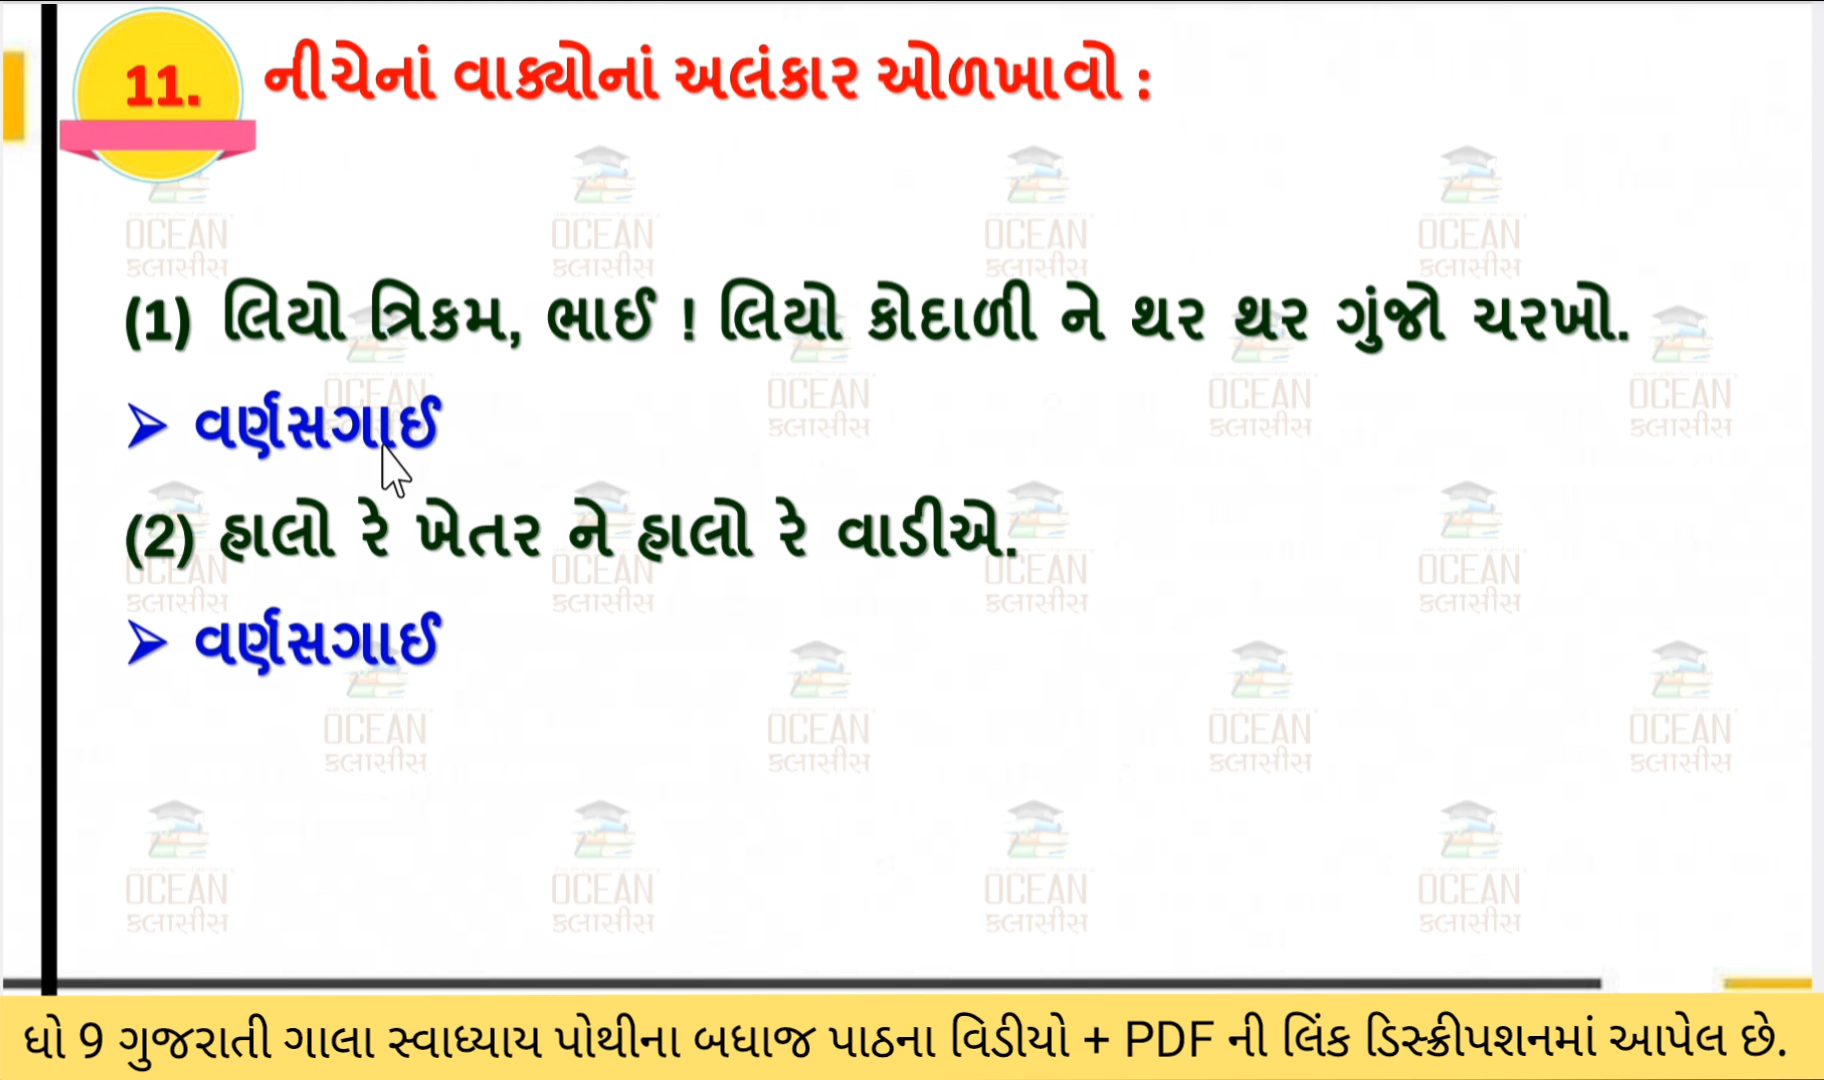 11. નીચેનાં વાક્યોનાં અલંકાર ઓળખાવો :
(1) લિયો ત્રિકમ, ભાઈ ! લિયો કોદાળી ને થર થર ગુંજો ચરખો.
➢ વર્ણસગાઈ
(2) હાલો રે ખેતર ને હાલો રે વાડીએ.
➢ વર્ણસગાઈ
OCEAN
ક્લાસીસ
ધો 9 ગુજરાતી ગાલા સ્વાધ્યાય પોથીના બધાજ પાઠના વિડીયો + PDF ની લિંક ડિસ્ક્રીપશનમાં આપેલ છે.